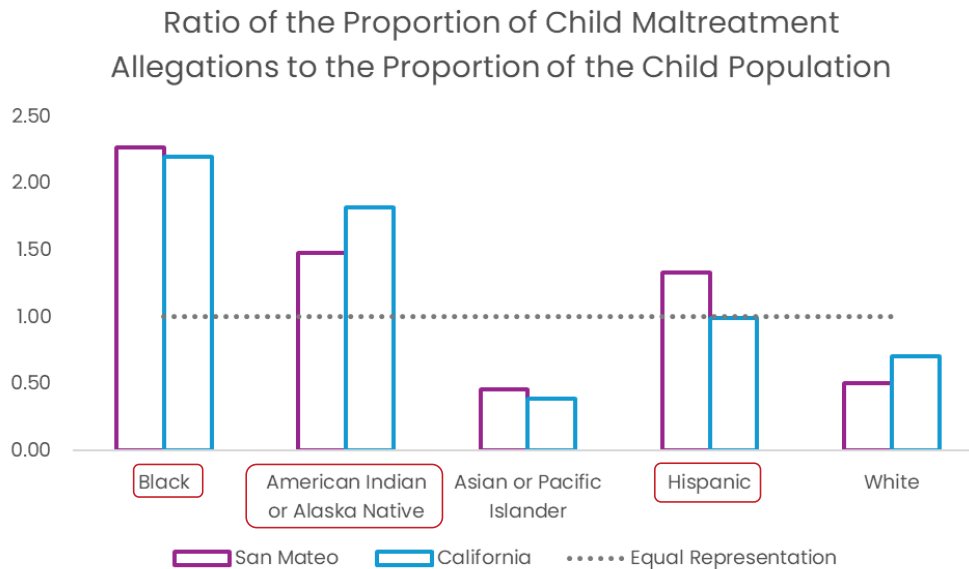 Ratio of the Proportion of Child Maltreatment
Allegations to the Proportion of the Child Population
2.50
2.00
1.50
1.00
0.50
0.00
Black
American Indian
or Alaska Native
Asian or Pacific
Islander
Hispanic
White
San Mateo
California
Equal Representation